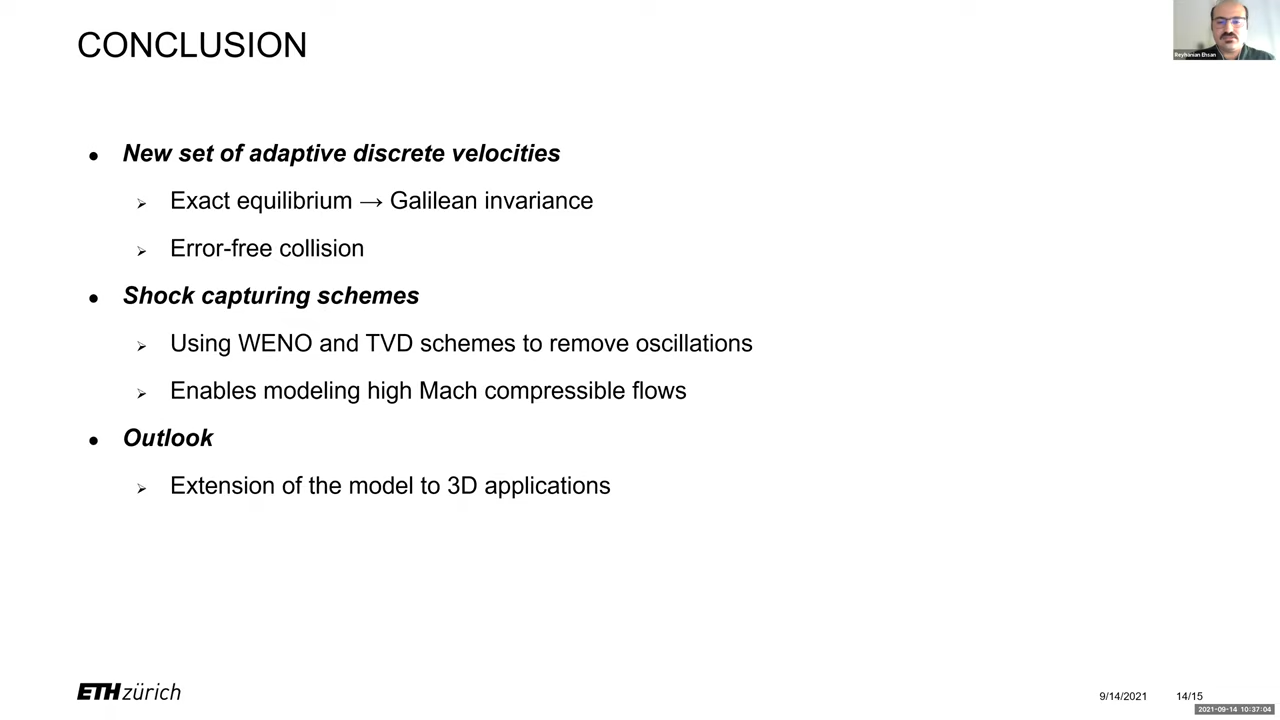 CONCLUSION
Reyhanian Ehsan
● New set of adaptive discrete velocities
➢ Exact equilibrium → Galilean invariance
➢ Error-free collision
● Shock capturing schemes
➢ Using WENO and TVD schemes to remove oscillations
➢ Enables modeling high Mach compressible flows
● Outlook
➢ Extension of the model to 3D applications
ETH zürich
9/14/2021 14/15
2021-09-14 10:37:04